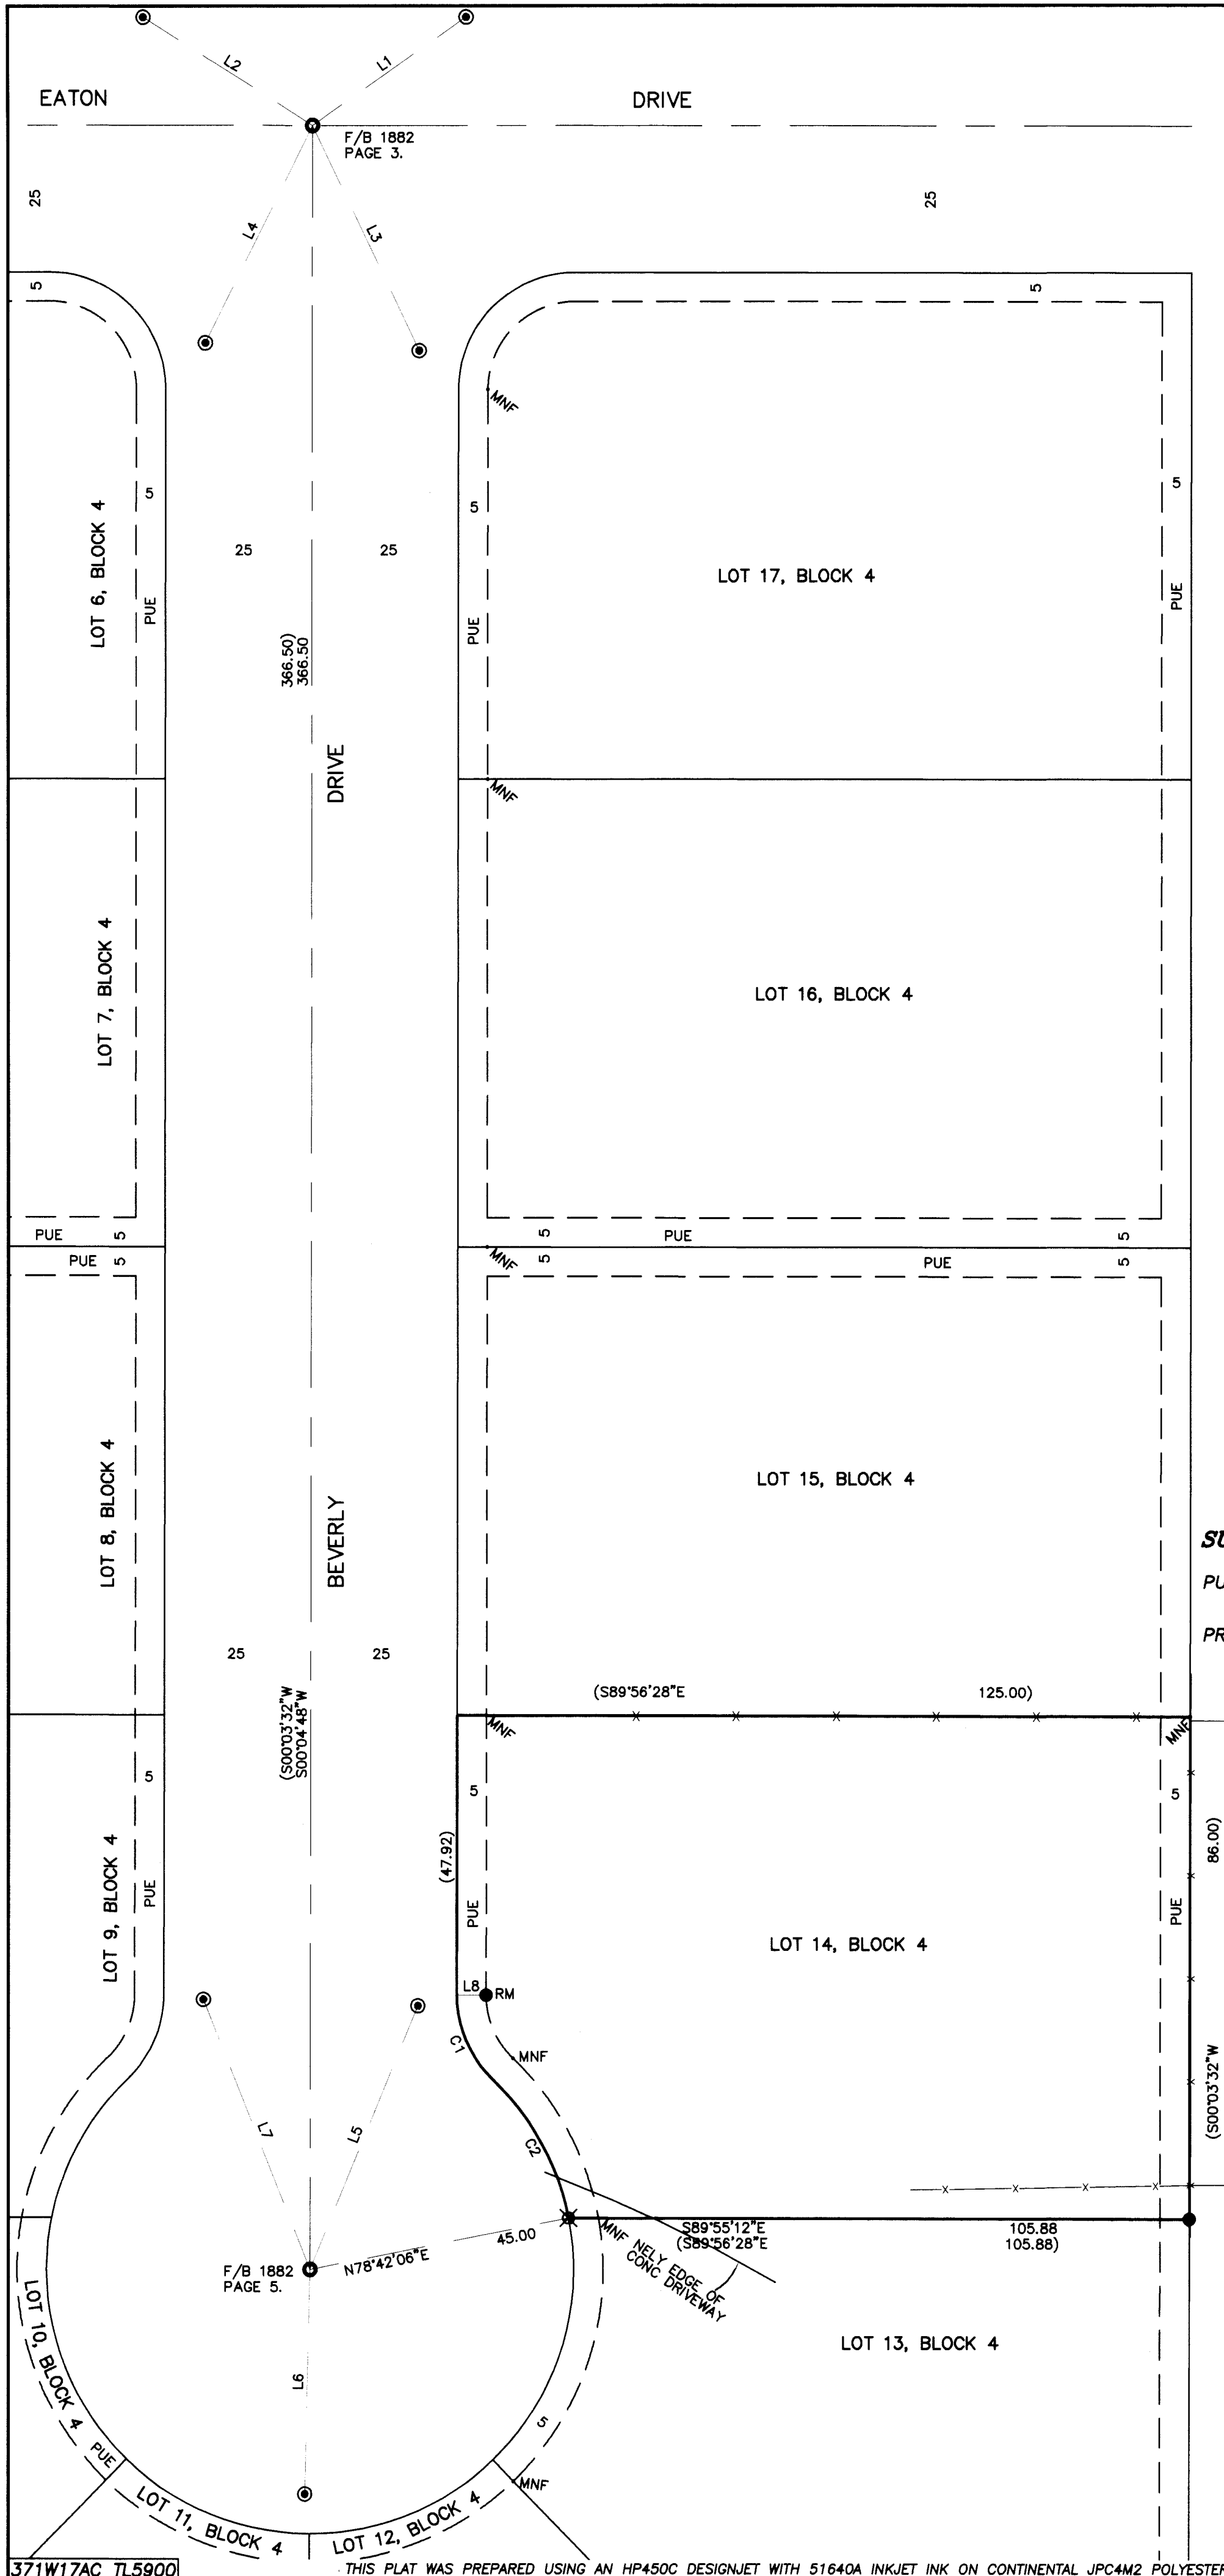 L2
L1
EATON
DRIVE
F/B 1882
PAGE 3.
25
25
L4
L3
5
5
MNF
5
5
5
LOT 6, BLOCK 4
25
25
LOT 17, BLOCK 4
PUE
PUE
PUE
366.50)
366.50
DRIVE
MNF
LOT 7, BLOCK 4
LOT 16, BLOCK 4
PUE
5
5
PUE
5
PUE
5
MNF
5
PUE
5
LOT 8, BLOCK 4
LOT 15, BLOCK 4
BEVERLY
SU
PU
PR
25
25
(S00°03'32"W
S00°04'48"W
(S89°56'28"E
125.00)
MNF
MNF
5
5
5
86.00)
(47.92)
LOT 9, BLOCK 4
PUE
PUE
PUE
LOT 14, BLOCK 4
L8
RM
C1
MNF
L7
L5
C2
(S00°03'32"W
45.00
N78°42'06"E
MNF
S89°55'12"E
105.88
(S89°56'28"E
105.88)
NELY EDGE OF
CONC DRIVEWAY
F/B 1882
PAGE 5.
LOT 13, BLOCK 4
LOT 10, BLOCK 4
L6
5
PUE
MNF
LOT 11, BLOCK 4
LOT 12, BLOCK 4
371W17AC TL5900
THIS PLAT WAS PREPARED USING AN HP450C DESIGNJET WITH 51640A INKJET INK ON CONTINENTAL JPC4M2 POLYESTER